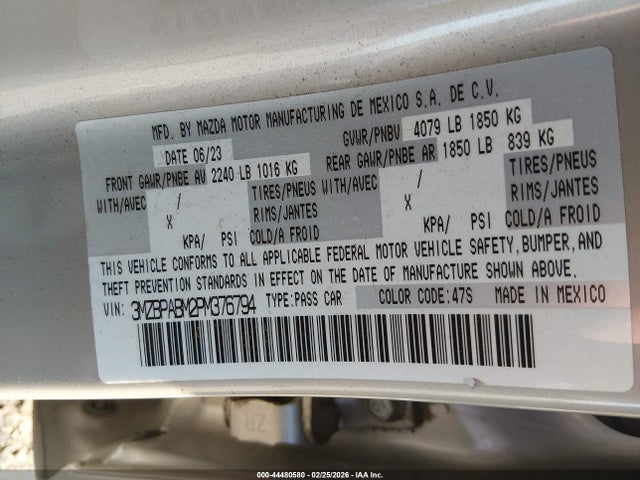 MFD. BY MAZDA MOTOR MANUFACTURING DE MEXICO S.A. DE C.V.
DATE 06/23 GVWR/PNBV 4079 LB 1850 KG
FRONT GAWR/PNBE AV 2240 LB 1016 KG REAR GAWR/PNBE AR 1850 LB 839 KG
WITH/AVEC / TIRES/PNEUS WITH/AVEC / TIRES/PNEUS
X RIMS/JANTES X RIMS/JANTES
KPA/ PSI COLD/A FROID KPA/ PSI COLD/A FROID
THIS VEHICLE CONFORMS TO ALL APPLICABLE FEDERAL MOTOR VEHICLE SAFETY, BUMPER, AND
THEFT PREVENTION STANDARDS IN EFFECT ON THE DATE OF MANUFACTURE SHOWN ABOVE.
VIN: 3MZBPABM2PM376794 TYPE:PASS CAR COLOR CODE:47S MADE IN MEXICO
ZR
000-44480580 - 02/25/2026 - IAA Inc.